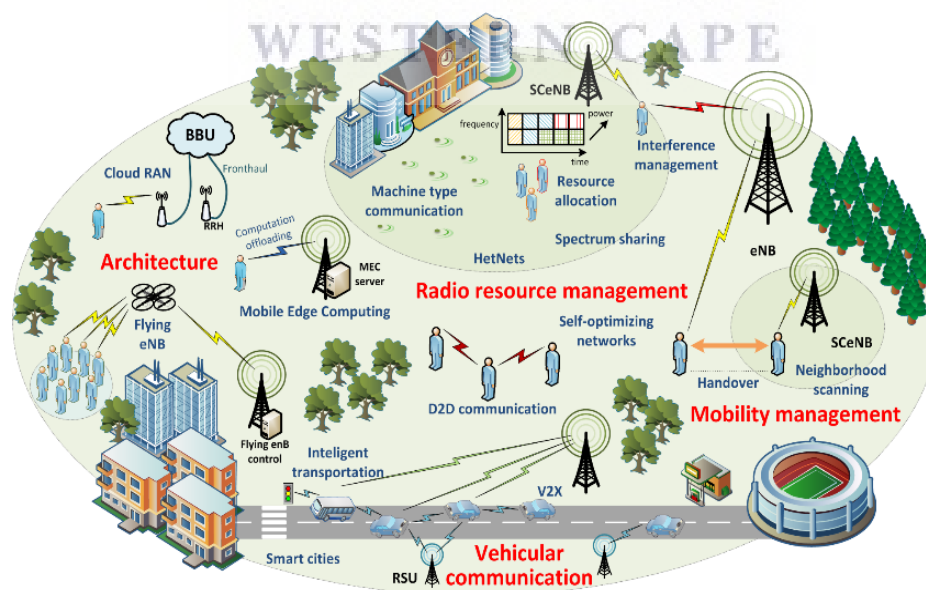 WESTERN CAPE
SCeNB
power
frequency
time
BBU
Fronthaul
Cloud RAN
RRH
Machine type
communication
Resource
allocation
Interference
management
Computation
offloading
Spectrum sharing
HetNets
eNB
Architecture
MEC
server
Mobile Edge Computing
Radio resource management
Flying
eNB
Self-optimizing
networks
SCeNB
Handover
Neighborhood
scanning
D2D communication
Mobility management
Flying enB
control
Inteligent
transportation
V2X
Smart cities
RSU
Vehicular
communication